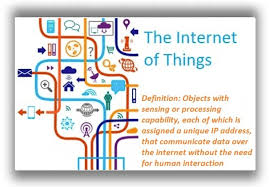 The Internet
of Things
Definition: Objects with
sensing or processing
capability, each of which is
assigned a unique IP address,
that communicate data over
the internet without the need
for human interaction